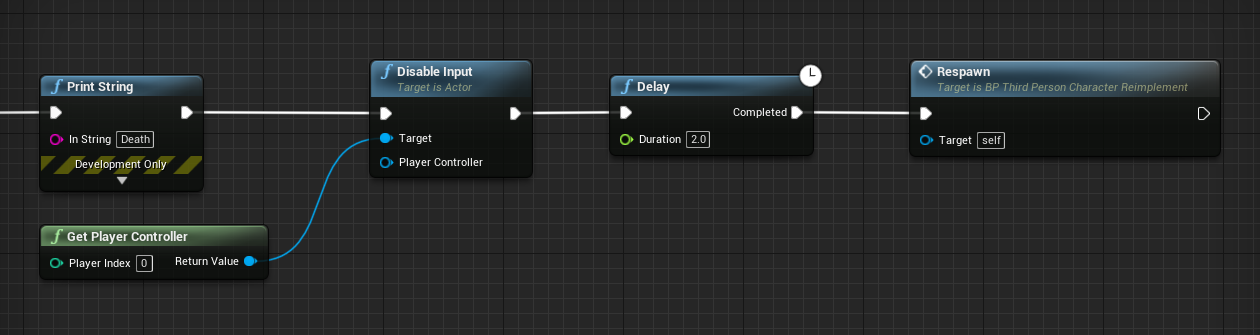 f Print String
In String Death
Development Only
f Disable Input
Target is Actor
Target
Player Controller
f Delay
Completed
Duration 2.0
Respawn
Target is BP Third Person Character Reimplement
Target self
f Get Player Controller
Player Index 0 Return Value